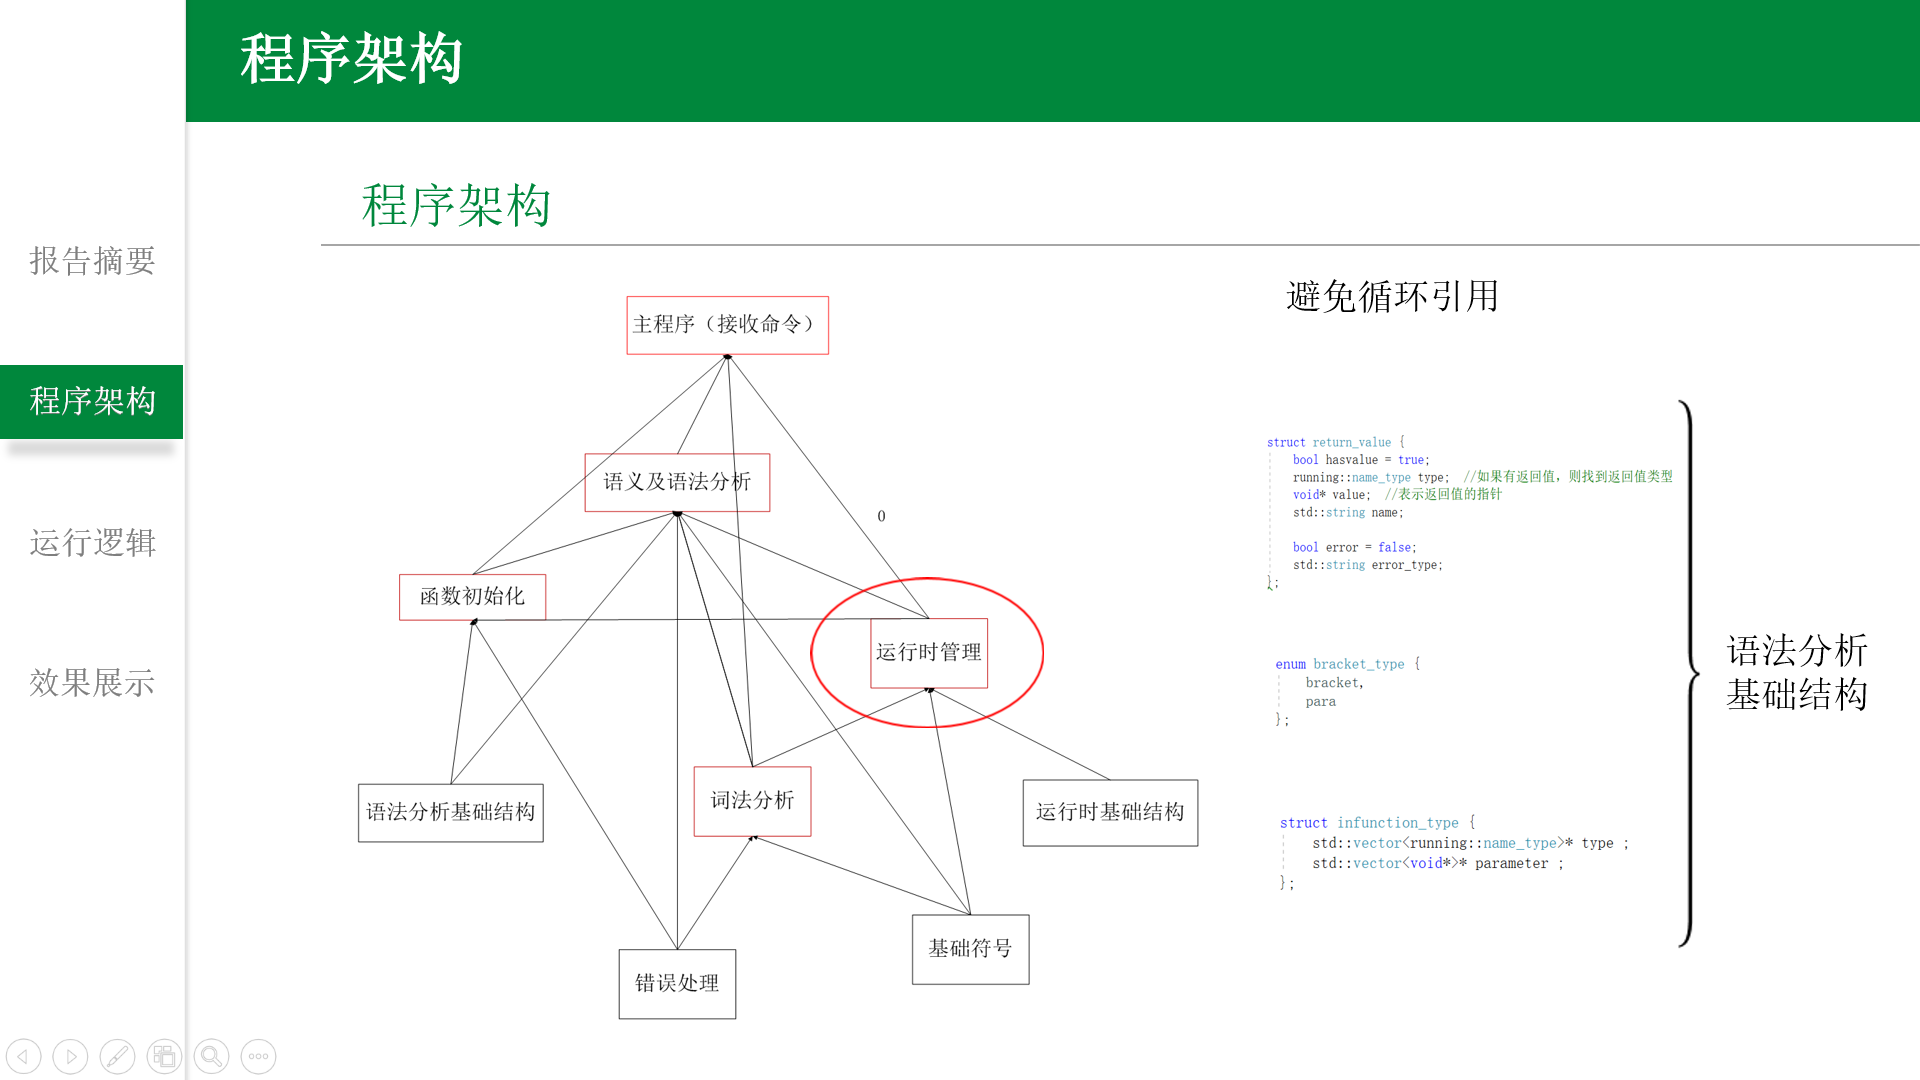 程序架构
报告摘要
程序架构
运行逻辑
效果展示
程序架构
主程序（接收命令）
语义及语法分析
0
函数初始化
运行时管理
语法分析基础结构
词法分析
运行时基础结构
基础符号
错误处理
避免循环引用
struct return_value {
bool hasvalue = true;
running::name_type type;  //如果有返回值，则找到返回值类型
void* value;  //表示返回值的指针
std::string name;
bool error = false;
std::string error_type;
};
enum bracket_type {
bracket,
para
};
struct infunction_type {
std::vector<running::name_type>* type ;
std::vector<void*>* parameter ;
};
语法分析
基础结构